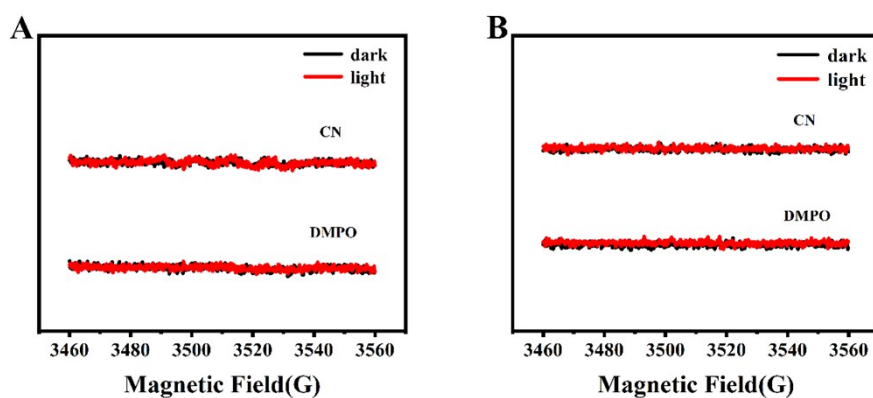 A
dark
light
CN
DMPO
3460 3480 3500 3520 3540 3560
Magnetic Field(G)
B
dark
light
CN
DMPO
3460 3480 3500 3520 3540 3560
Magnetic Field(G)